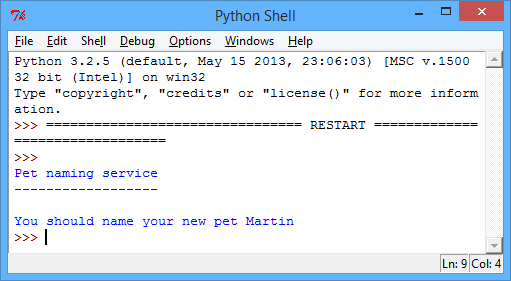 Python Shell
File Edit Shell Debug Options Windows Help
Python 3.2.5 (default, May 15 2013, 23:06:03) [MSC v.1500
32 bit (Intel)] on win32
Type "copyright", "credits" or "license()" for more inform
ation.
>>> ================================ RESTART =============
===================
>>>
Pet naming service
------------------
You should name your new pet Martin
>>>
Ln: 9 Col: 4